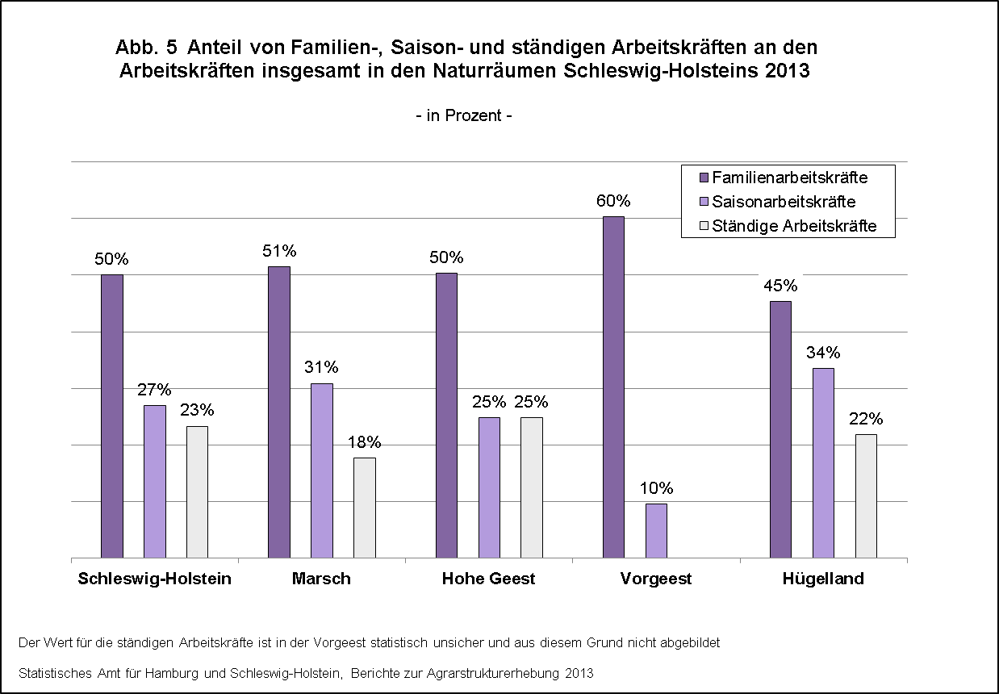 Abb. 5 Anteil von Familien-, Saison- und ständigen Arbeitskräften an den
Arbeitskräften insgesamt in den Naturräumen Schleswig-Holsteins 2013
- in Prozent -
Familienarbeitskräfte
Saisonarbeitskräfte
Ständige Arbeitskräfte
50%
27%
23%
51%
31%
18%
50%
25%
25%
60%
10%
45%
34%
22%
Schleswig-Holstein
Marsch
Hohe Geest
Vorgeest
Hügelland
Der Wert für die ständigen Arbeitskräfte ist in der Vorgeest statistisch unsicher und aus diesem Grund nicht abgebildet
Statistisches Amt für Hamburg und Schleswig-Holstein, Berichte zur Agrarstrukturerhebung 2013